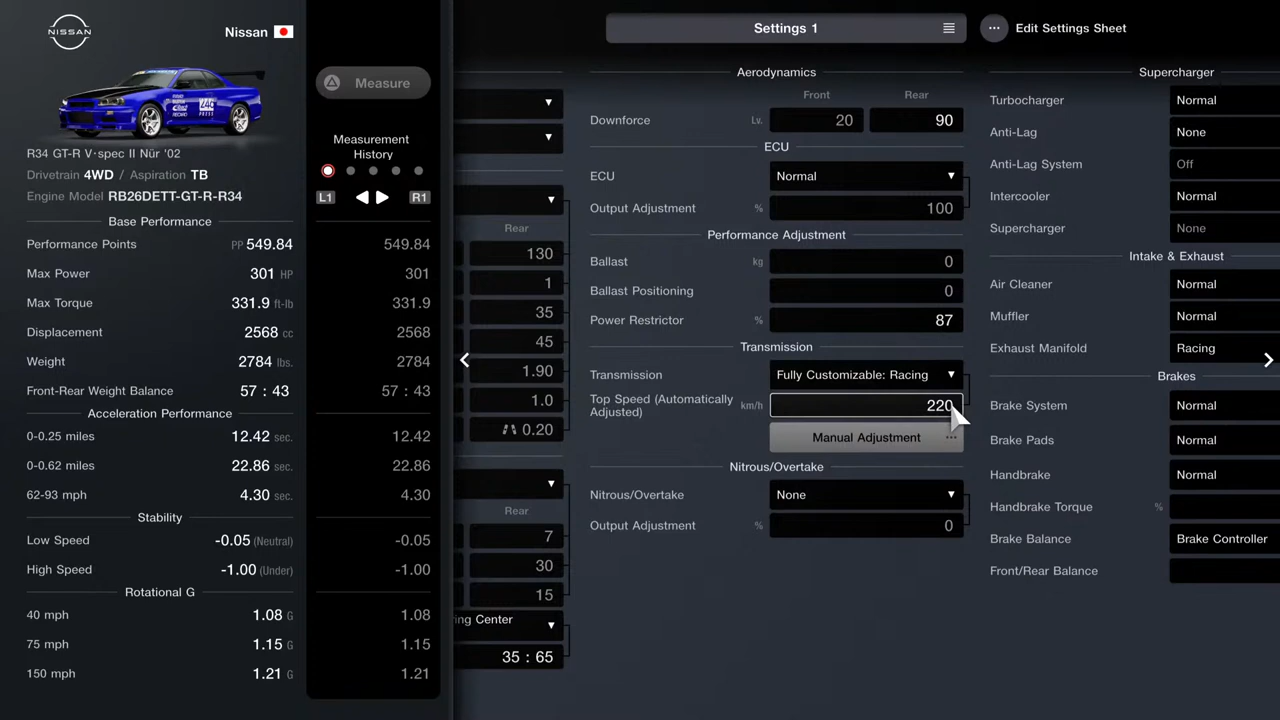 NISSAN
Nissan
R34 GT-R V·spec II Nür '02
Drivetrain 4WD / Aspiration TB
Engine Model RB26DETT-GT-R-R34
Base Performance
Performance Points PP 549.84
Max Power 301 HP
Max Torque 331.9 ft-lb
Displacement 2568 cc
Weight 2784 lbs.
Front-Rear Weight Balance 57 : 43
Acceleration Performance
0-0.25 miles 12.42 sec.
0-0.62 miles 22.86 sec.
62-93 mph 4.30 sec.
Stability
Low Speed -0.05 (Neutral)
High Speed -1.00 (Under)
Rotational G
40 mph 1.08 G
75 mph 1.15 G
150 mph 1.21 G
Measure
Measurement
History
L1 R1
549.84
301
331.9
2568
2784
57 : 43
12.42
22.86
4.30
-0.05
-1.00
1.08
1.15
1.21
Rear
130
1
35
45
1.90
1.0
0.20
Rear
7
30
15
ring Center
35 : 65
Settings 1
Edit Settings Sheet
Aerodynamics
Front Rear
Downforce Lv. 20 90
ECU
ECU Normal
Output Adjustment % 100
Performance Adjustment
Ballast kg 0
Ballast Positioning 0
Power Restrictor % 87
Transmission
Transmission Fully Customizable: Racing
Top Speed (Automatically
Adjusted) km/h 220
Manual Adjustment
Nitrous/Overtake
Nitrous/Overtake None
Output Adjustment % 0
Supercharger
Turbocharger Normal
Anti-Lag None
Anti-Lag System Off
Intercooler Normal
Supercharger None
Intake & Exhaust
Air Cleaner Normal
Muffler Normal
Exhaust Manifold Racing
Brakes
Brake System Normal
Brake Pads Normal
Handbrake Normal
Handbrake Torque %
Brake Balance Brake Controller
Front/Rear Balance